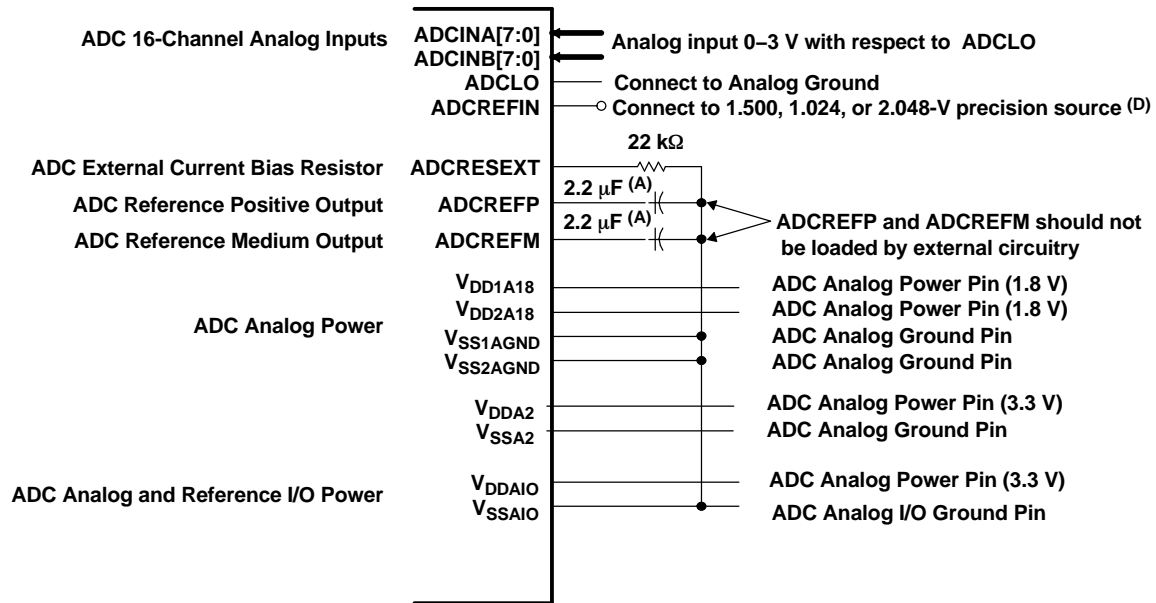 ADC 16-Channel Analog Inputs
ADCINA[7:0]
ADCINB[7:0]
Analog input 0–3 V with respect to ADCLO
ADCLO
Connect to Analog Ground
ADCREFIN
Connect to 1.500, 1.024, or 2.048-V precision source (D)
22 kΩ
ADC External Current Bias Resistor
ADCRESEXT
2.2 μF (A)
ADC Reference Positive Output
ADCREFP
2.2 μF (A)
ADC Reference Medium Output
ADCREFM
ADCREFP and ADCREFM should not
be loaded by external circuitry
VDD1A18
ADC Analog Power Pin (1.8 V)
VDD2A18
ADC Analog Power Pin (1.8 V)
ADC Analog Power
VSS1AGND
ADC Analog Ground Pin
VSS2AGND
ADC Analog Ground Pin
VDDA2
ADC Analog Power Pin (3.3 V)
VSSA2
ADC Analog Ground Pin
ADC Analog and Reference I/O Power
VDDAIO
ADC Analog Power Pin (3.3 V)
VSSAIO
ADC Analog I/O Ground Pin